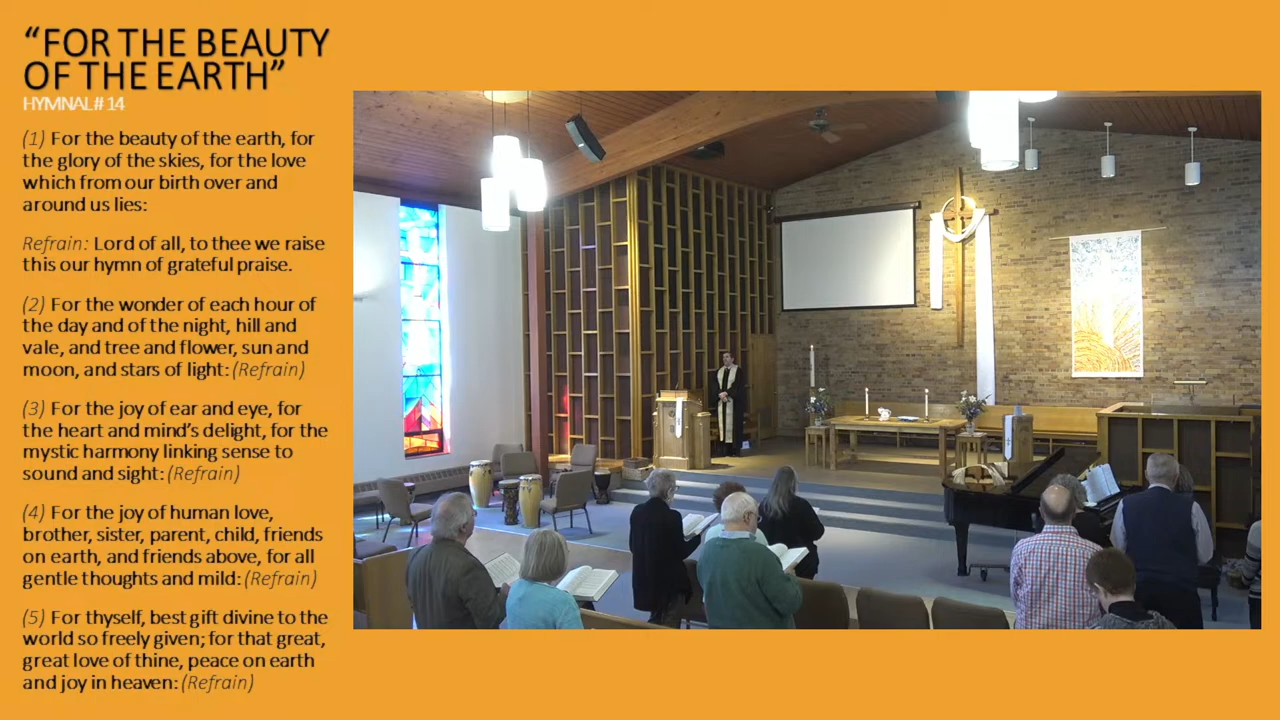 “FOR THE BEAUTY
OF THE EARTH”
HYMNAL # 14
(1) For the beauty of the earth, for
the glory of the skies, for the love
which from our birth over and
around us lies:
Refrain: Lord of all, to thee we raise
this our hymn of grateful praise.
(2) For the wonder of each hour of
the day and of the night, hill and
vale, and tree and flower, sun and
moon, and stars of light: (Refrain)
(3) For the joy of ear and eye, for
the heart and mind’s delight, for the
mystic harmony linking sense to
sound and sight: (Refrain)
(4) For the joy of human love,
brother, sister, parent, child, friends
on earth, and friends above, for all
gentle thoughts and mild: (Refrain)
(5) For thyself, best gift divine to the
world so freely given; for that great,
great love of thine, peace on earth
and joy in heaven: (Refrain)